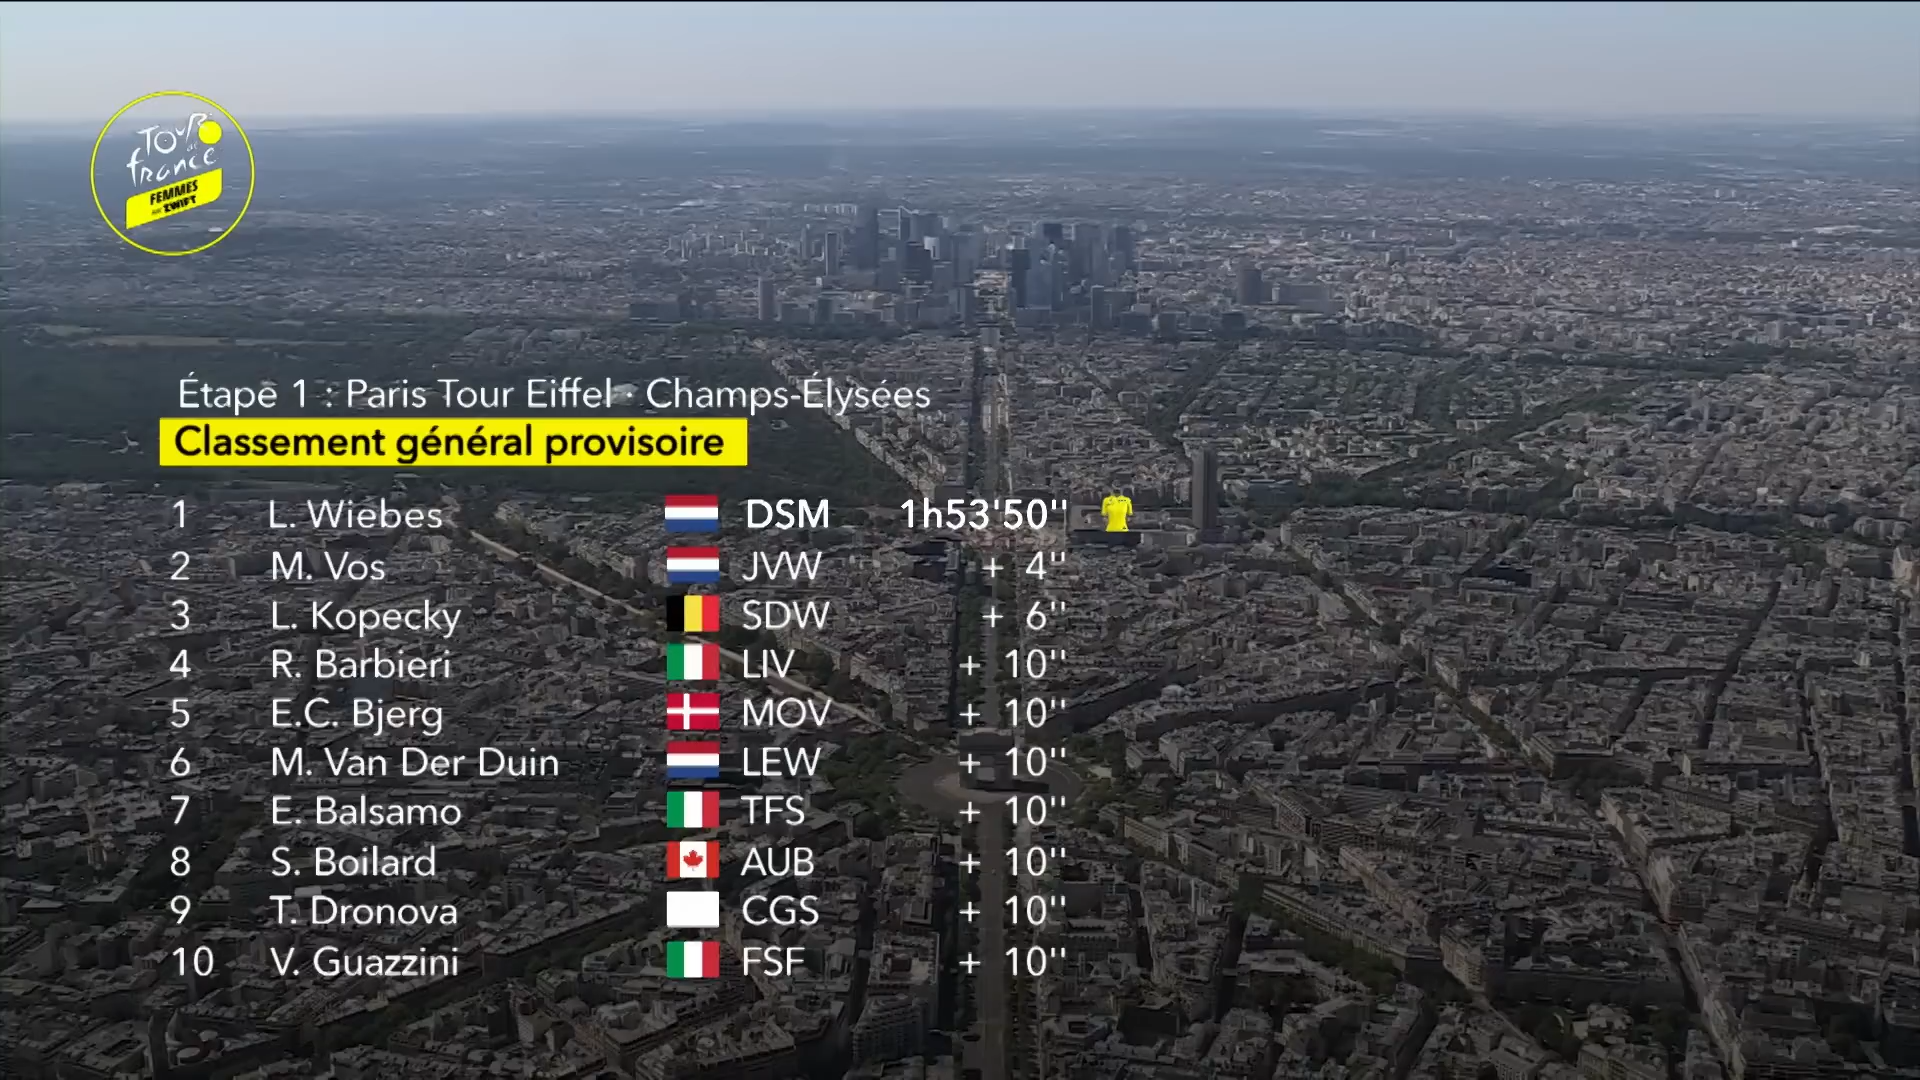 Tour de france
FEMMES
avec ZWIFT
Étape 1 : Paris Tour Eiffel · Champs-Élysées
Classement général provisoire
1 L. Wiebes DSM 1h53'50''
2 M. Vos JVW + 4''
3 L. Kopecky SDW + 6''
4 R. Barbieri LIV + 10''
5 E.C. Bjerg MOV + 10''
6 M. Van Der Duin LEW + 10''
7 E. Balsamo TFS + 10''
8 S. Boilard AUB + 10''
9 T. Dronova CGS + 10''
10 V. Guazzini FSF + 10''